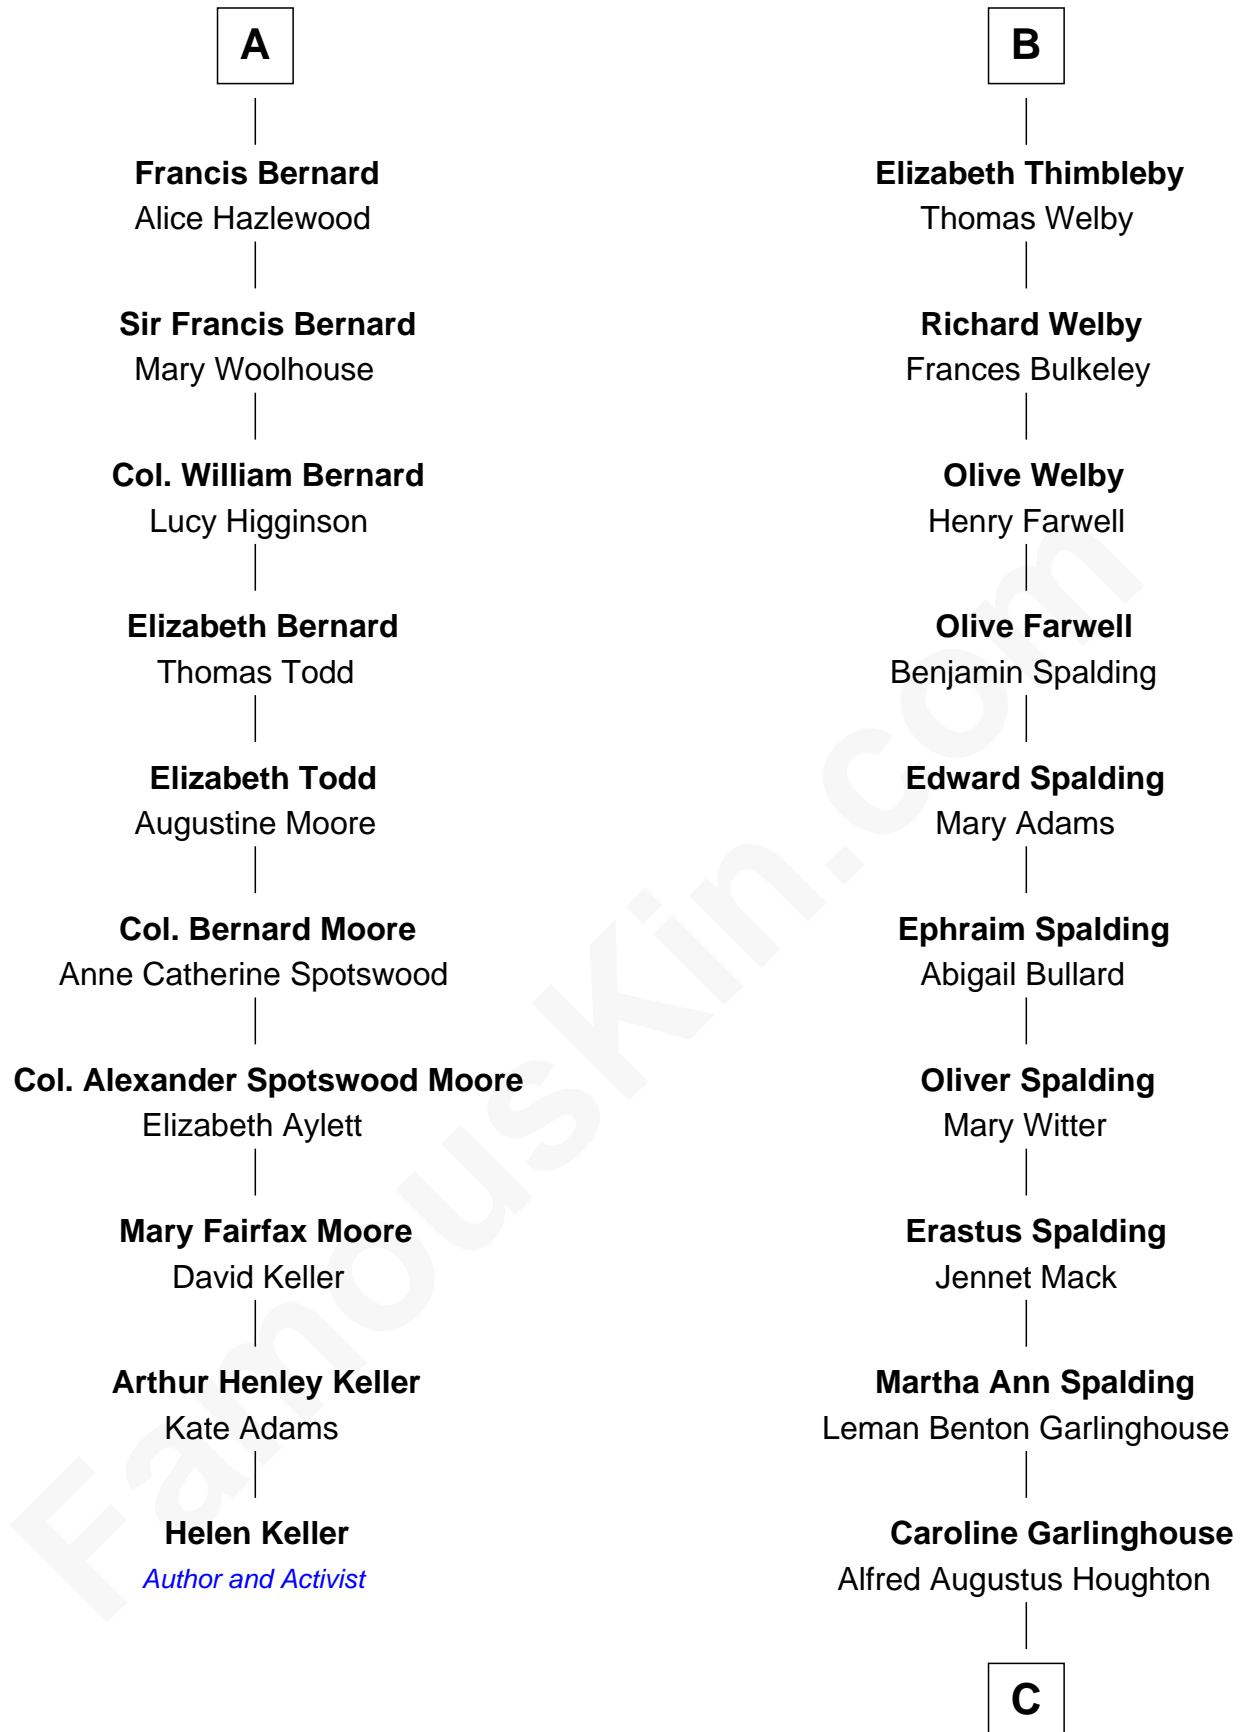 A
Francis Bernard
Alice Hazlewood
Sir Francis Bernard
Mary Woolhouse
Col. William Bernard
Lucy Higginson
Elizabeth Bernard
Thomas Todd
Elizabeth Todd
Augustine Moore
Col. Bernard Moore
Anne Catherine Spotswood
Col. Alexander Spotswood Moore
Elizabeth Aylett
Mary Fairfax Moore
David Keller
Arthur Henley Keller
Kate Adams
Helen Keller
Author and Activist
B
Elizabeth Thimbleby
Thomas Welby
Richard Welby
Frances Bulkeley
Olive Welby
Henry Farwell
Olive Farwell
Benjamin Spalding
Edward Spalding
Mary Adams
Ephraim Spalding
Abigail Bullard
Oliver Spalding
Mary Witter
Erastus Spalding
Jennet Mack
Martha Ann Spalding
Leman Benton Garlinghouse
Caroline Garlinghouse
Alfred Augustus Houghton
C
FamousKin.com